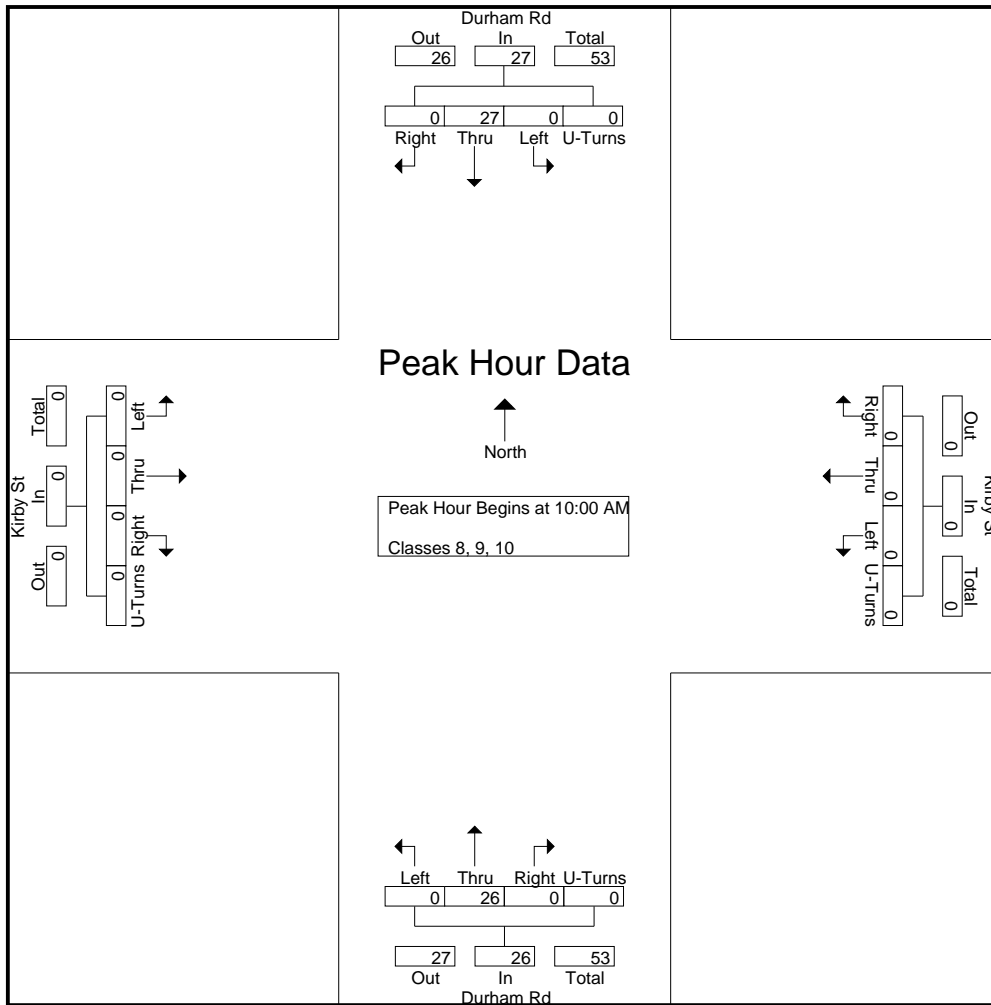 Durham Rd
Out In Total
26 27 53
0 27 0 0
Right Thru Left U-Turns
Peak Hour Data
North
Peak Hour Begins at 10:00 AM
Classes 8, 9, 10
Kirby St
Total In Out
0 0 0
0 0 0 0
Left Thru Right U-Turns
Right Thru Left U-Turns
0 0 0 0
Out In Total
0 0 0
Kirby St
Left Thru Right U-Turns
0 26 0 0
27 26 53
Out In Total
Durham Rd